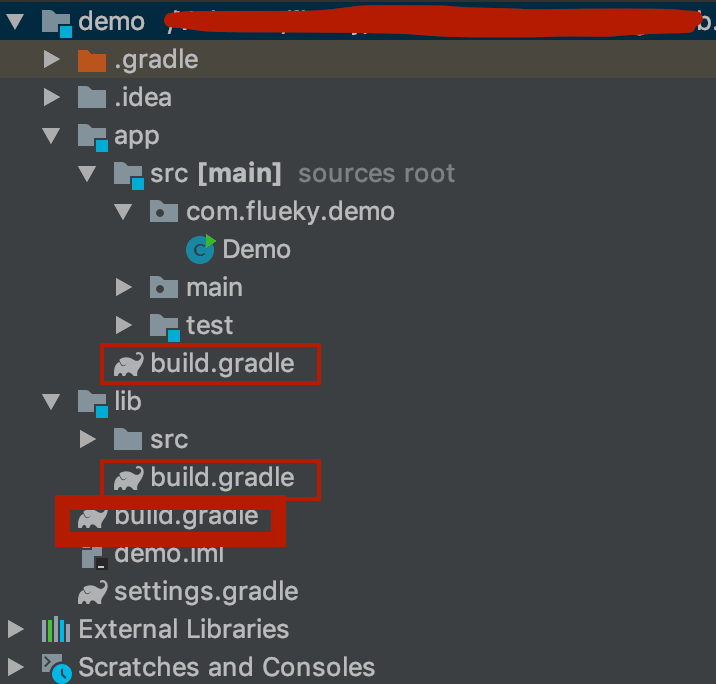 demo
.gradle
.idea
app
src [main] sources root
com.flueky.demo
Demo
main
test
build.gradle
lib
src
build.gradle
build.gradle
demo.iml
settings.gradle
External Libraries
Scratches and Consoles